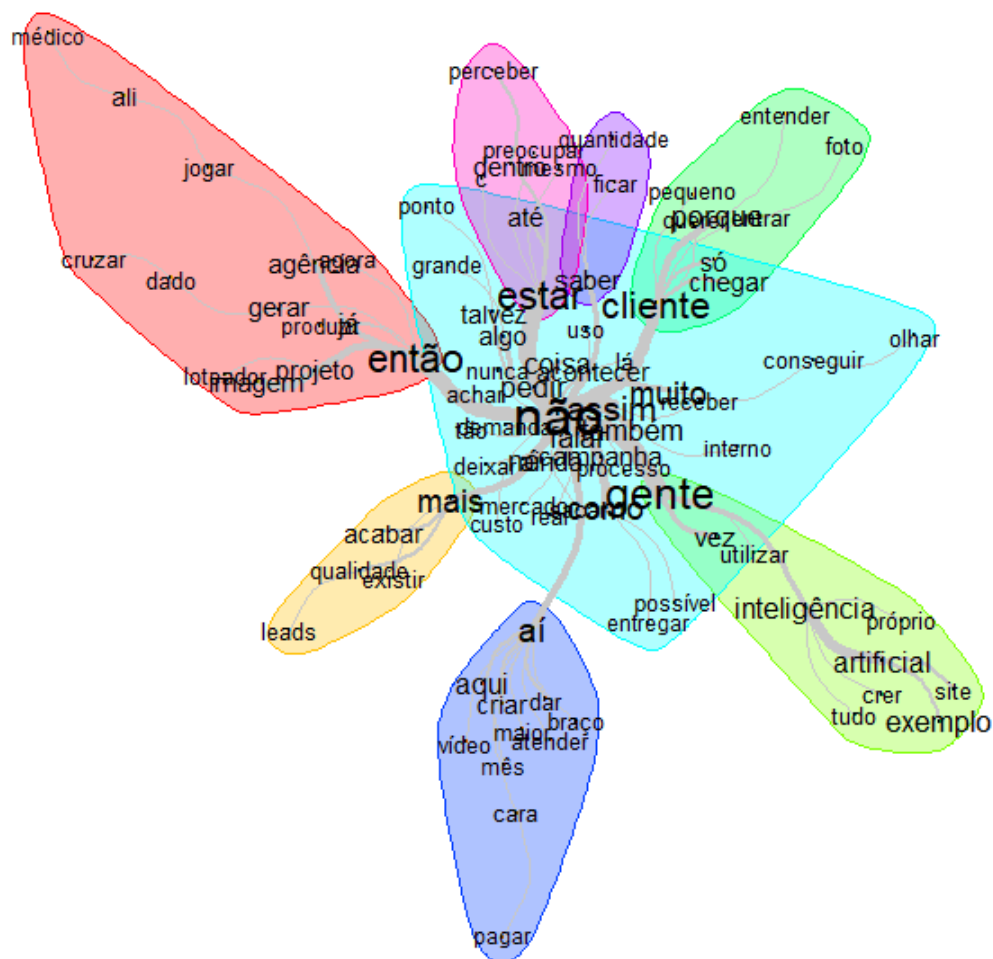 médico
ali
jogar
cruzar
dado
agência
agora
gerar
produzir
já
loteador
imagem
projeto
então
perceber
preocupar
dentro
mesmo
c
até
estar
quantidade
ficar
saber
entender
foto
pequeno
porque
querer
entrar
só
chegar
cliente
ponto
grande
talvez
algo
uso
nunca
coisa
acontecer
lá
pedir
achar
não
assim
muito
receber
conseguir
olhar
demanda
tão
falar
também
interno
deixar
campanha
processo
mercado
custo
real
como
gente
possível
entregar
mais
acabar
qualidade
existir
leads
vez
utilizar
inteligência
próprio
artificial
crer
site
tudo
exemplo
aí
aqui
criar
dar
braço
maior
atender
vídeo
mês
cara
pagar